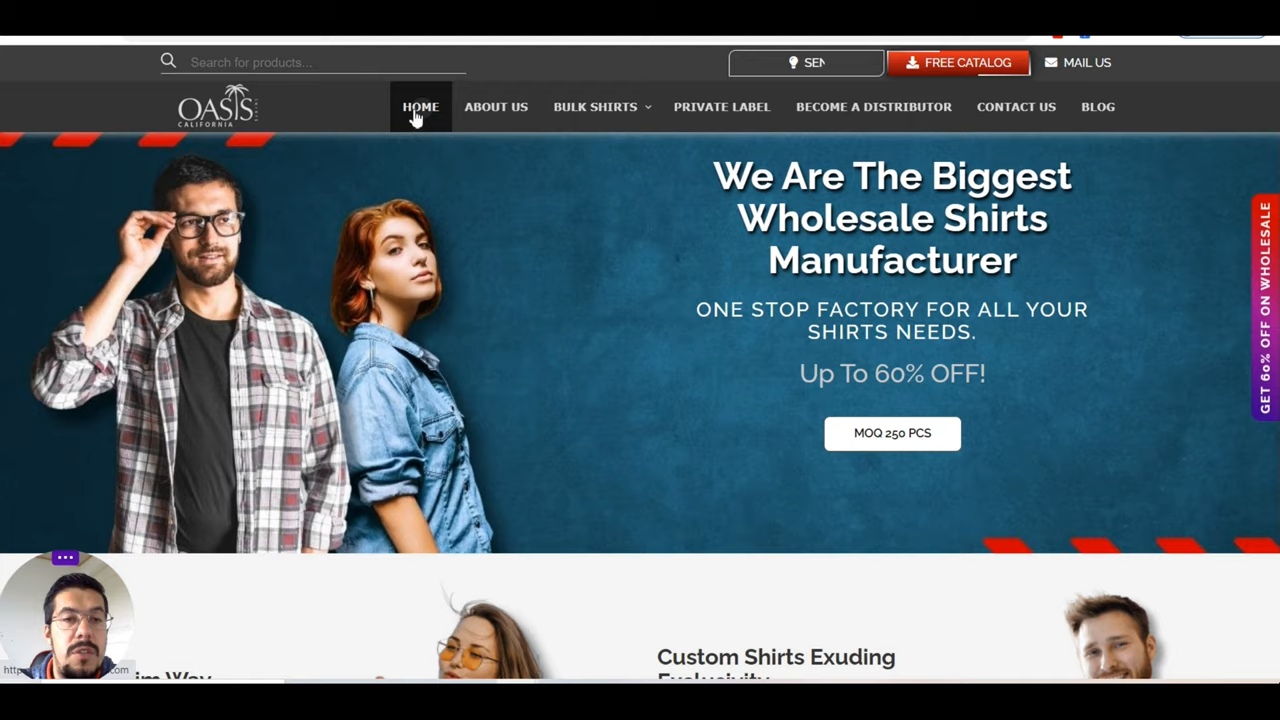 Search for products...
SEN
FREE CATALOG
MAIL US
OASIS
CALIFORNIA
HOME
ABOUT US
BULK SHIRTS
PRIVATE LABEL
BECOME A DISTRIBUTOR
CONTACT US
BLOG
We Are The Biggest
Wholesale Shirts
Manufacturer
ONE STOP FACTORY FOR ALL YOUR
SHIRTS NEEDS.
Up To 60% OFF!
MOQ 250 PCS
GET 60% OFF ON WHOLESALE
Custom Shirts Exuding
Exclusivity